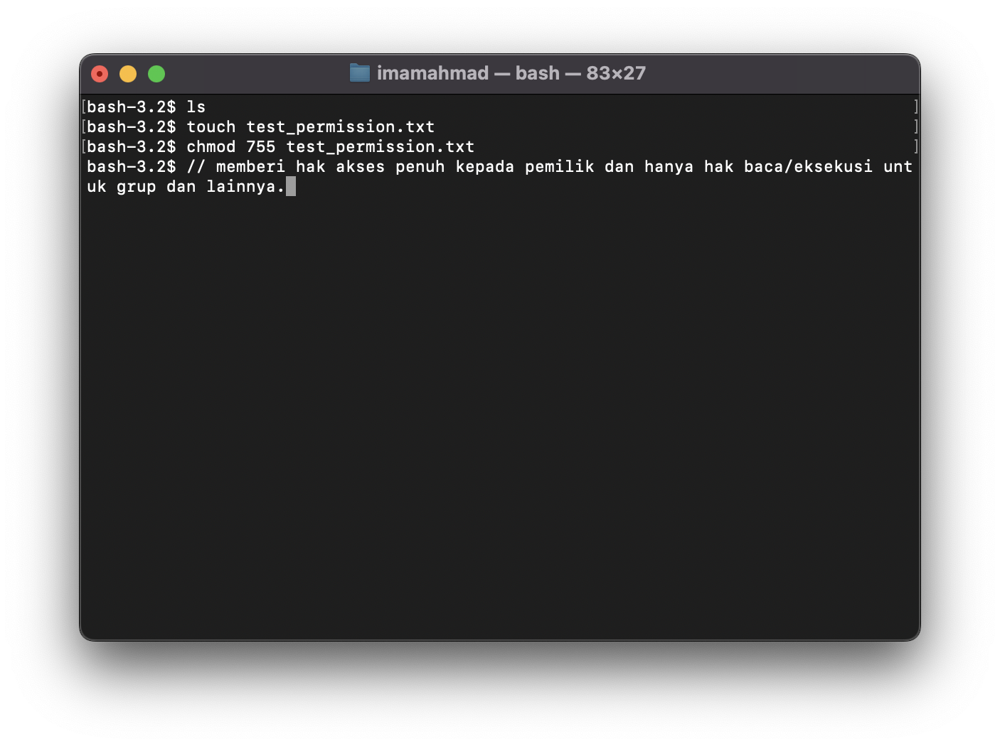 imamahmad — bash — 83×27
[bash-3.2$ ls ]
[bash-3.2$ touch test_permission.txt ]
[bash-3.2$ chmod 755 test_permission.txt ]
bash-3.2$ // memberi hak akses penuh kepada pemilik dan hanya hak baca/eksekusi unt
uk grup dan lainnya.